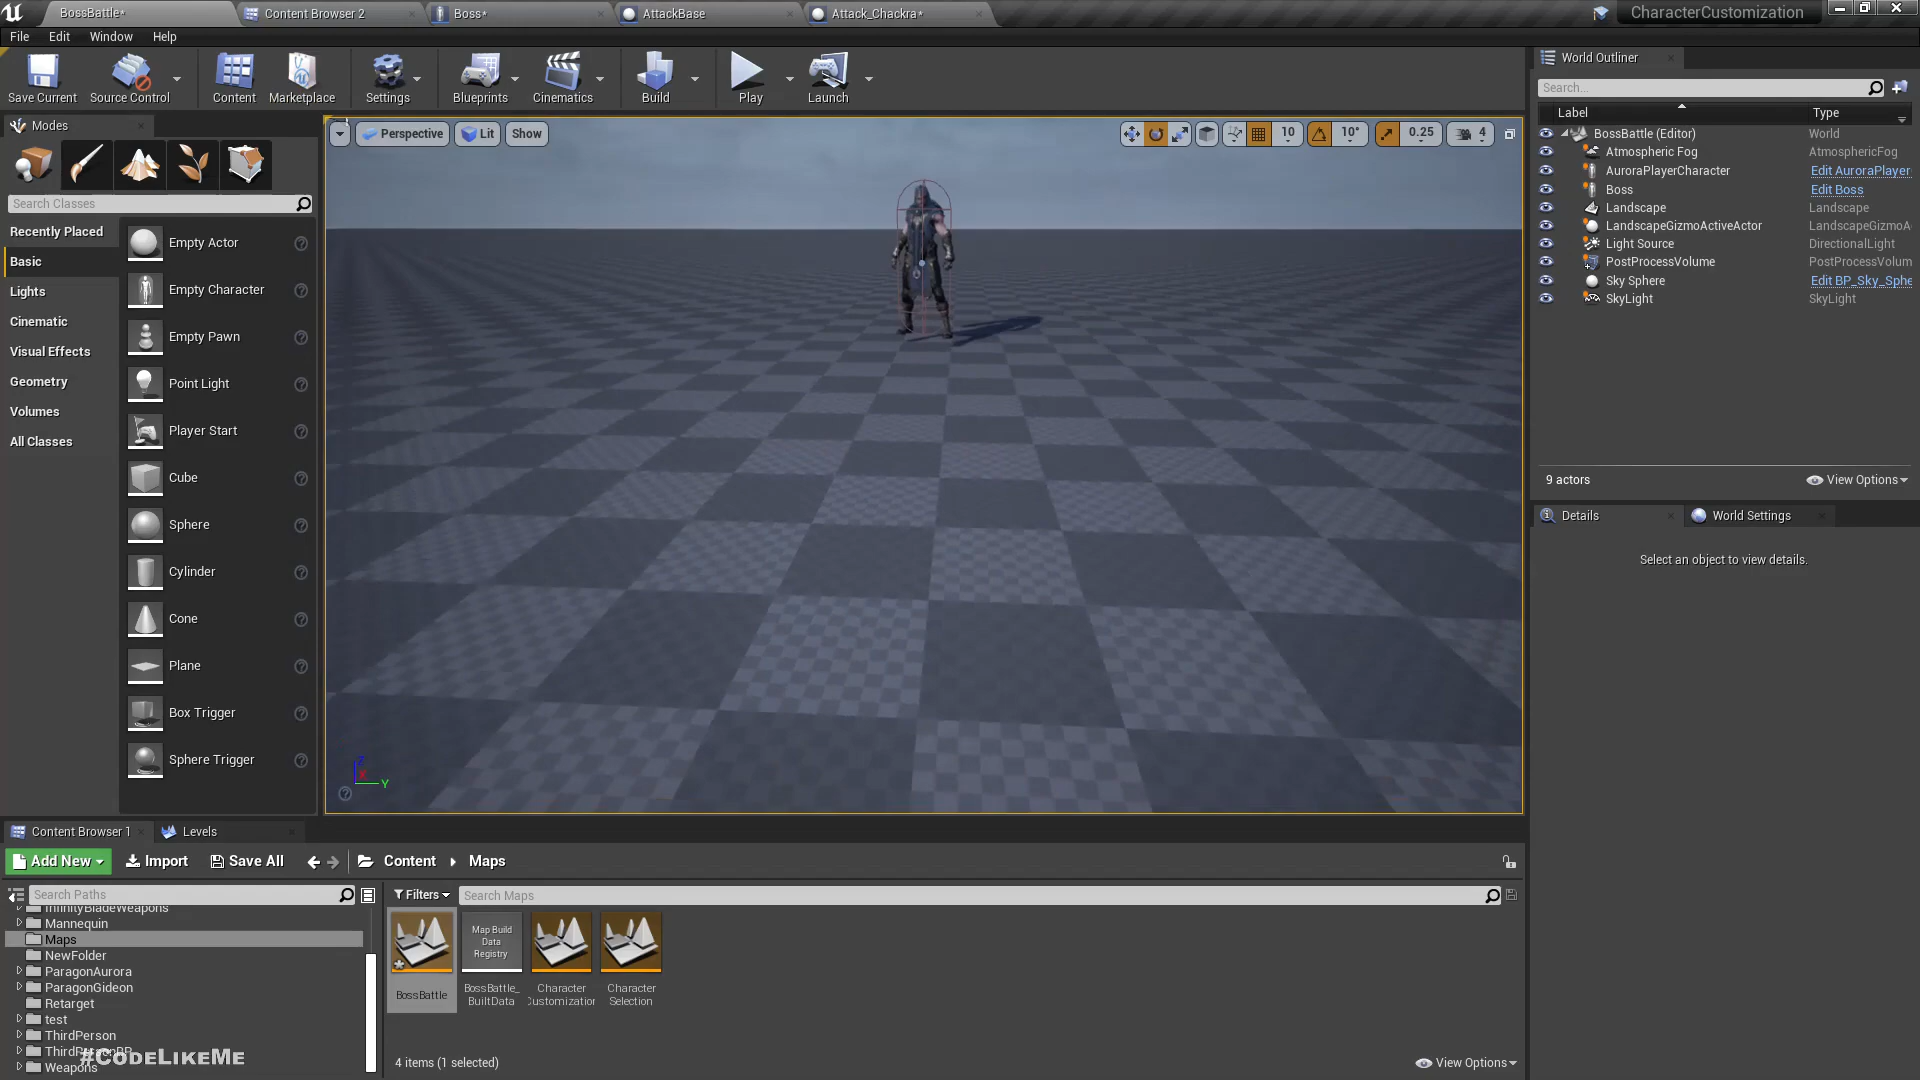 BossBattle*
Content Browser 2
Boss*
AttackBase
Attack_Chackra*
CharacterCustomization
File
Edit
Window
Help
Save Current
Source Control
Content
Marketplace
Settings
Blueprints
Cinematics
Build
Play
Launch
Modes
Search Classes
Recently Placed
Basic
Lights
Cinematic
Visual Effects
Geometry
Volumes
All Classes
Empty Actor
Empty Character
Empty Pawn
Point Light
Player Start
Cube
Sphere
Cylinder
Cone
Plane
Box Trigger
Sphere Trigger
Perspective
Lit
Show
10
10°
0.25
4
Z
Y
World Outliner
Search...
Label
Type
BossBattle (Editor)
World
Atmospheric Fog
AtmosphericFog
AuroraPlayerCharacter
Edit AuroraPlayer
Boss
Edit Boss
Landscape
Landscape
LandscapeGizmoActiveActor
LandscapeGizmoA
Light Source
DirectionalLight
PostProcessVolume
PostProcessVolum
Sky Sphere
Edit BP_Sky_Sphe
SkyLight
SkyLight
9 actors
View Options
Details
World Settings
Select an object to view details.
Content Browser 1
Levels
Add New
Import
Save All
Content
Maps
Search Paths
Filters
Search Maps
InfinityBladeWeapons
Mannequin
Maps
NewFolder
ParagonAurora
ParagonGideon
Retarget
test
ThirdPerson
ThirdPersonBP
Weapons
#CodeLikeMe
BossBattle
Map Build
Data
Registry
BossBattle_
BuiltData
Character
Customization
Character
Selection
4 items (1 selected)
View Options